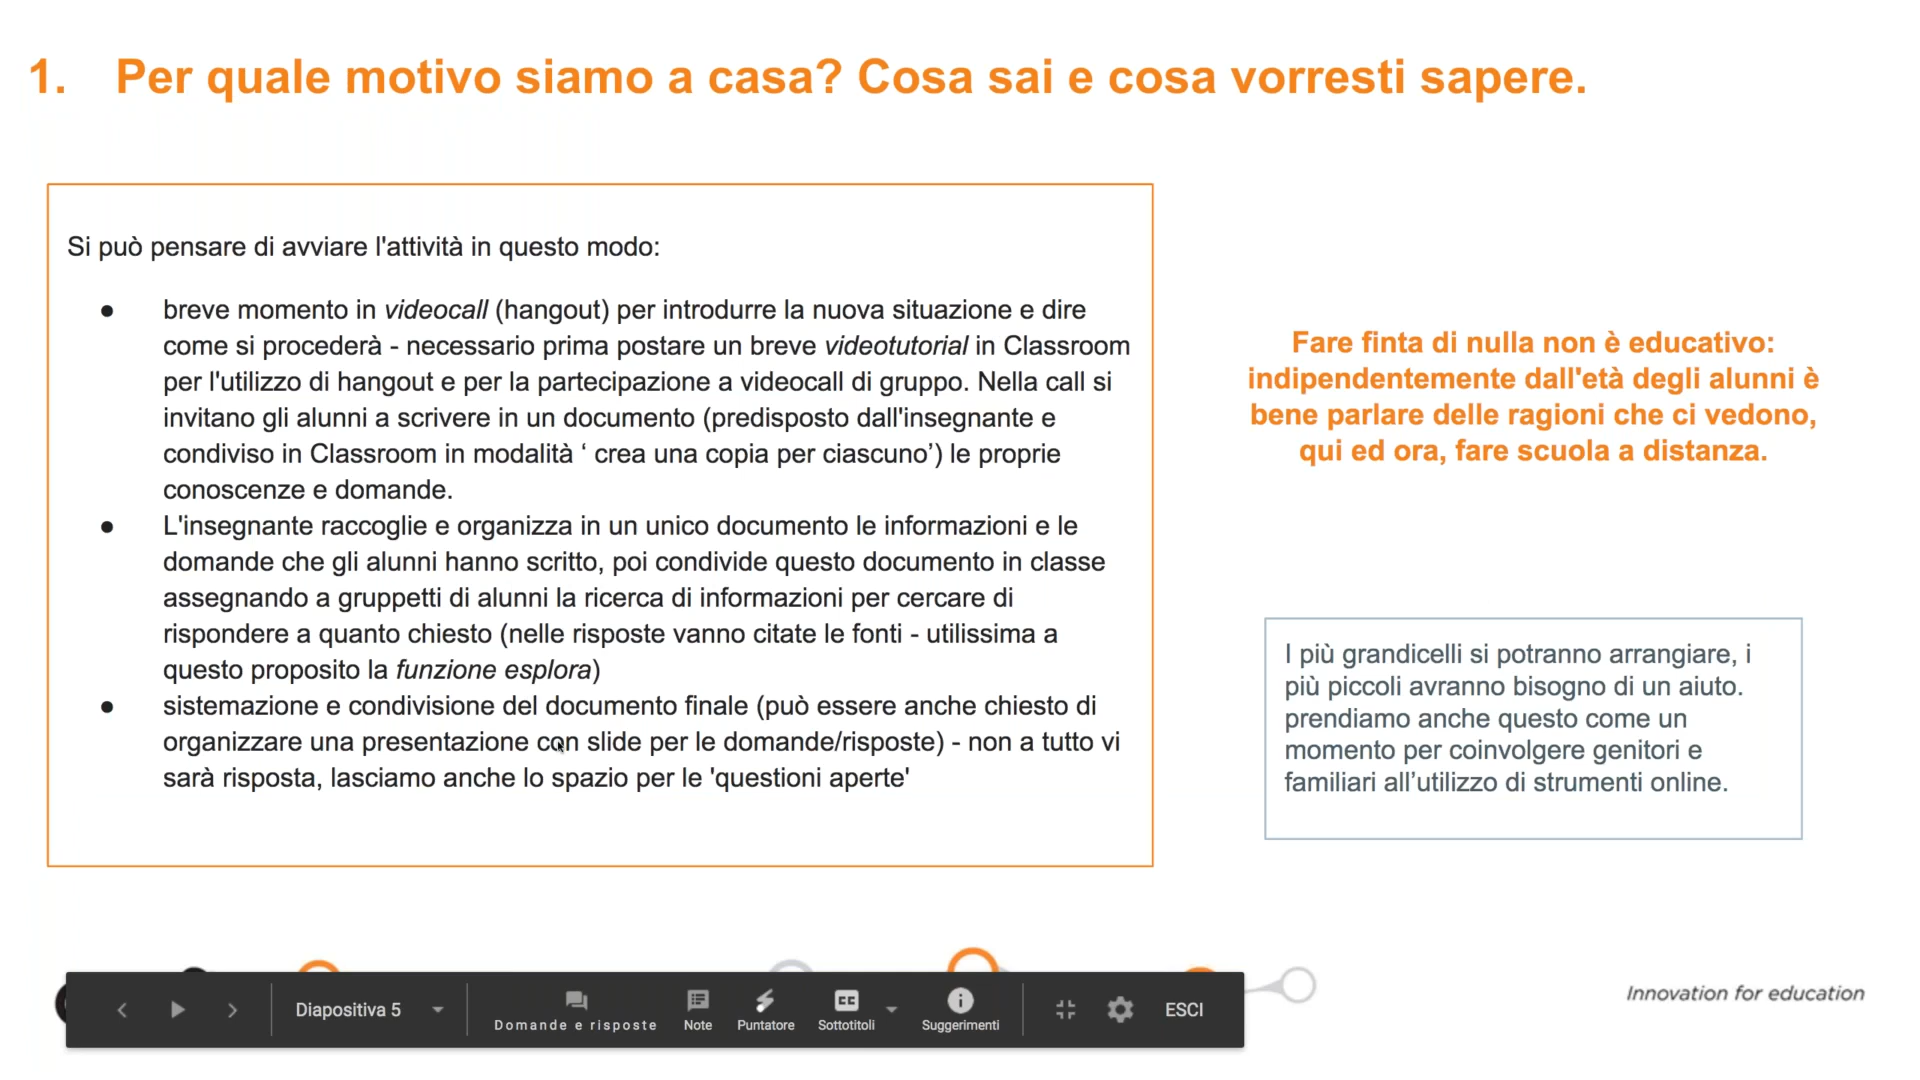 1. Per quale motivo siamo a casa? Cosa sai e cosa vorresti sapere.
Si può pensare di avviare l'attività in questo modo:
● breve momento in videocall (hangout) per introdurre la nuova situazione e dire
come si procederà - necessario prima postare un breve videotutorial in Classroom
per l'utilizzo di hangout e per la partecipazione a videocall di gruppo. Nella call si
invitano gli alunni a scrivere in un documento (predisposto dall'insegnante e
condiviso in Classroom in modalità ‘ crea una copia per ciascuno’) le proprie
conoscenze e domande.
● L'insegnante raccoglie e organizza in un unico documento le informazioni e le
domande che gli alunni hanno scritto, poi condivide questo documento in classe
assegnando a gruppetti di alunni la ricerca di informazioni per cercare di
rispondere a quanto chiesto (nelle risposte vanno citate le fonti - utilissima a
questo proposito la funzione esplora)
● sistemazione e condivisione del documento finale (può essere anche chiesto di
organizzare una presentazione con slide per le domande/risposte) - non a tutto vi
sarà risposta, lasciamo anche lo spazio per le 'questioni aperte'
Fare finta di nulla non è educativo:
indipendentemente dall'età degli alunni è
bene parlare delle ragioni che ci vedono,
qui ed ora, fare scuola a distanza.
I più grandicelli si potranno arrangiare, i
più piccoli avranno bisogno di un aiuto.
prendiamo anche questo come un
momento per coinvolgere genitori e
familiari all’utilizzo di strumenti online.
Diapositiva 5
Domande e risposte
Note
Puntatore
CC
Sottotitoli
Suggerimenti
ESCI
Innovation for education